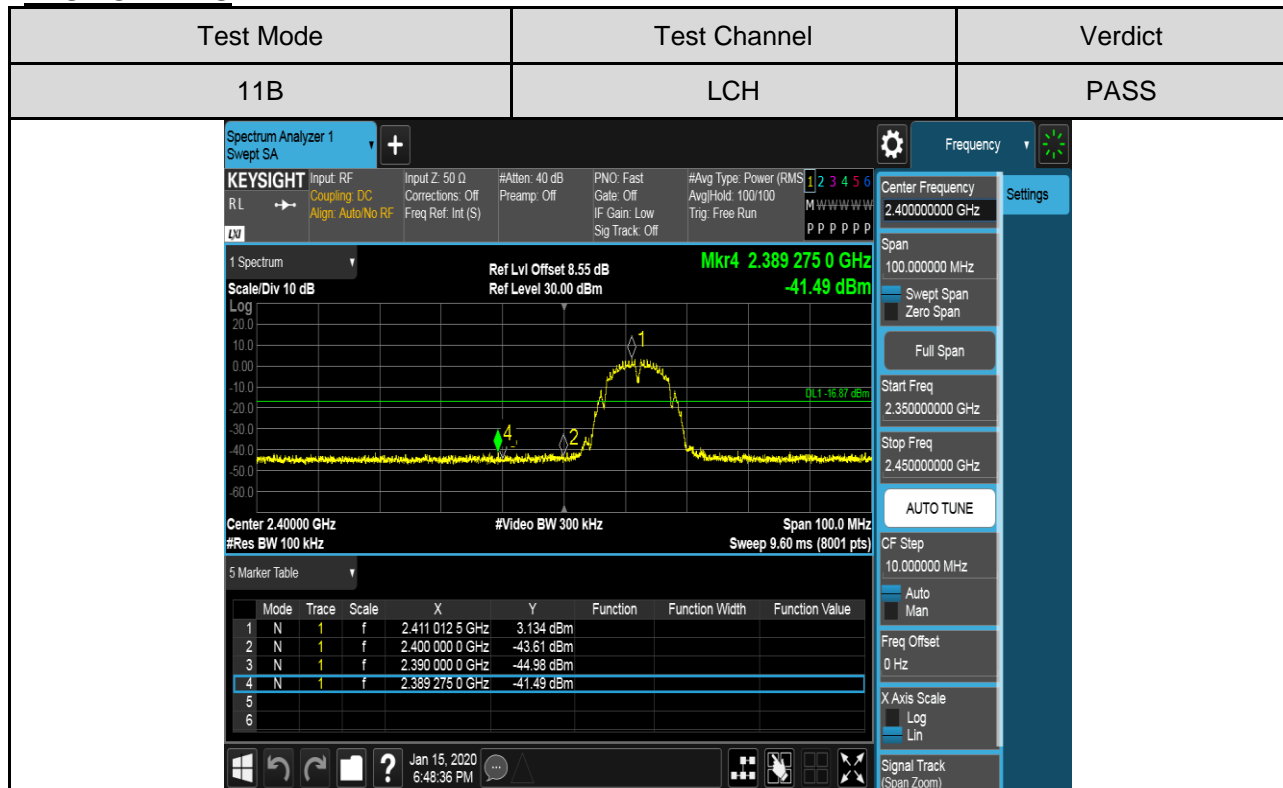 Test Mode Test Channel Verdict
11B LCH PASS
Spectrum Analyzer 1
Swept SA
+
Frequency
KEYSIGHT
RL
LXI
Input: RF
Coupling: DC
Align: Auto/No RF
Input Z: 50 Ω
Corrections: Off
Freq Ref: Int (S)
#Atten: 40 dB
Preamp: Off
PNO: Fast
Gate: Off
IF Gain: Low
Sig Track: Off
#Avg Type: Power (RMS
Avg|Hold: 100/100
Trig: Free Run
1 2 3 4 5 6
M W W W W W
P P P P P P
1 Spectrum
Scale/Div 10 dB
Ref Lvl Offset 8.55 dB
Ref Level 30.00 dBm
Mkr4 2.389 275 0 GHz
-41.49 dBm
Log
20.0
10.0
0.00
-10.0
-20.0
-30.0
-40.0
-50.0
-60.0
1
DL1 -16.87 dBm
4
2
Center 2.40000 GHz
#Res BW 100 kHz
#Video BW 300 kHz
Span 100.0 MHz
Sweep 9.60 ms (8001 pts)
5 Marker Table
Mode Trace Scale X Y Function Function Width Function Value
1 N 1 f 2.411 012 5 GHz 3.134 dBm
2 N 1 f 2.400 000 0 GHz -43.61 dBm
3 N 1 f 2.390 000 0 GHz -44.98 dBm
4 N 1 f 2.389 275 0 GHz -41.49 dBm
5
6
?
Jan 15, 2020
6:48:36 PM
Center Frequency
2.400000000 GHz
Settings
Span
100.000000 MHz
Swept Span
Zero Span
Full Span
Start Freq
2.350000000 GHz
Stop Freq
2.450000000 GHz
AUTO TUNE
CF Step
10.000000 MHz
Auto
Man
Freq Offset
0 Hz
X Axis Scale
Log
Lin
Signal Track
(Span Zoom)